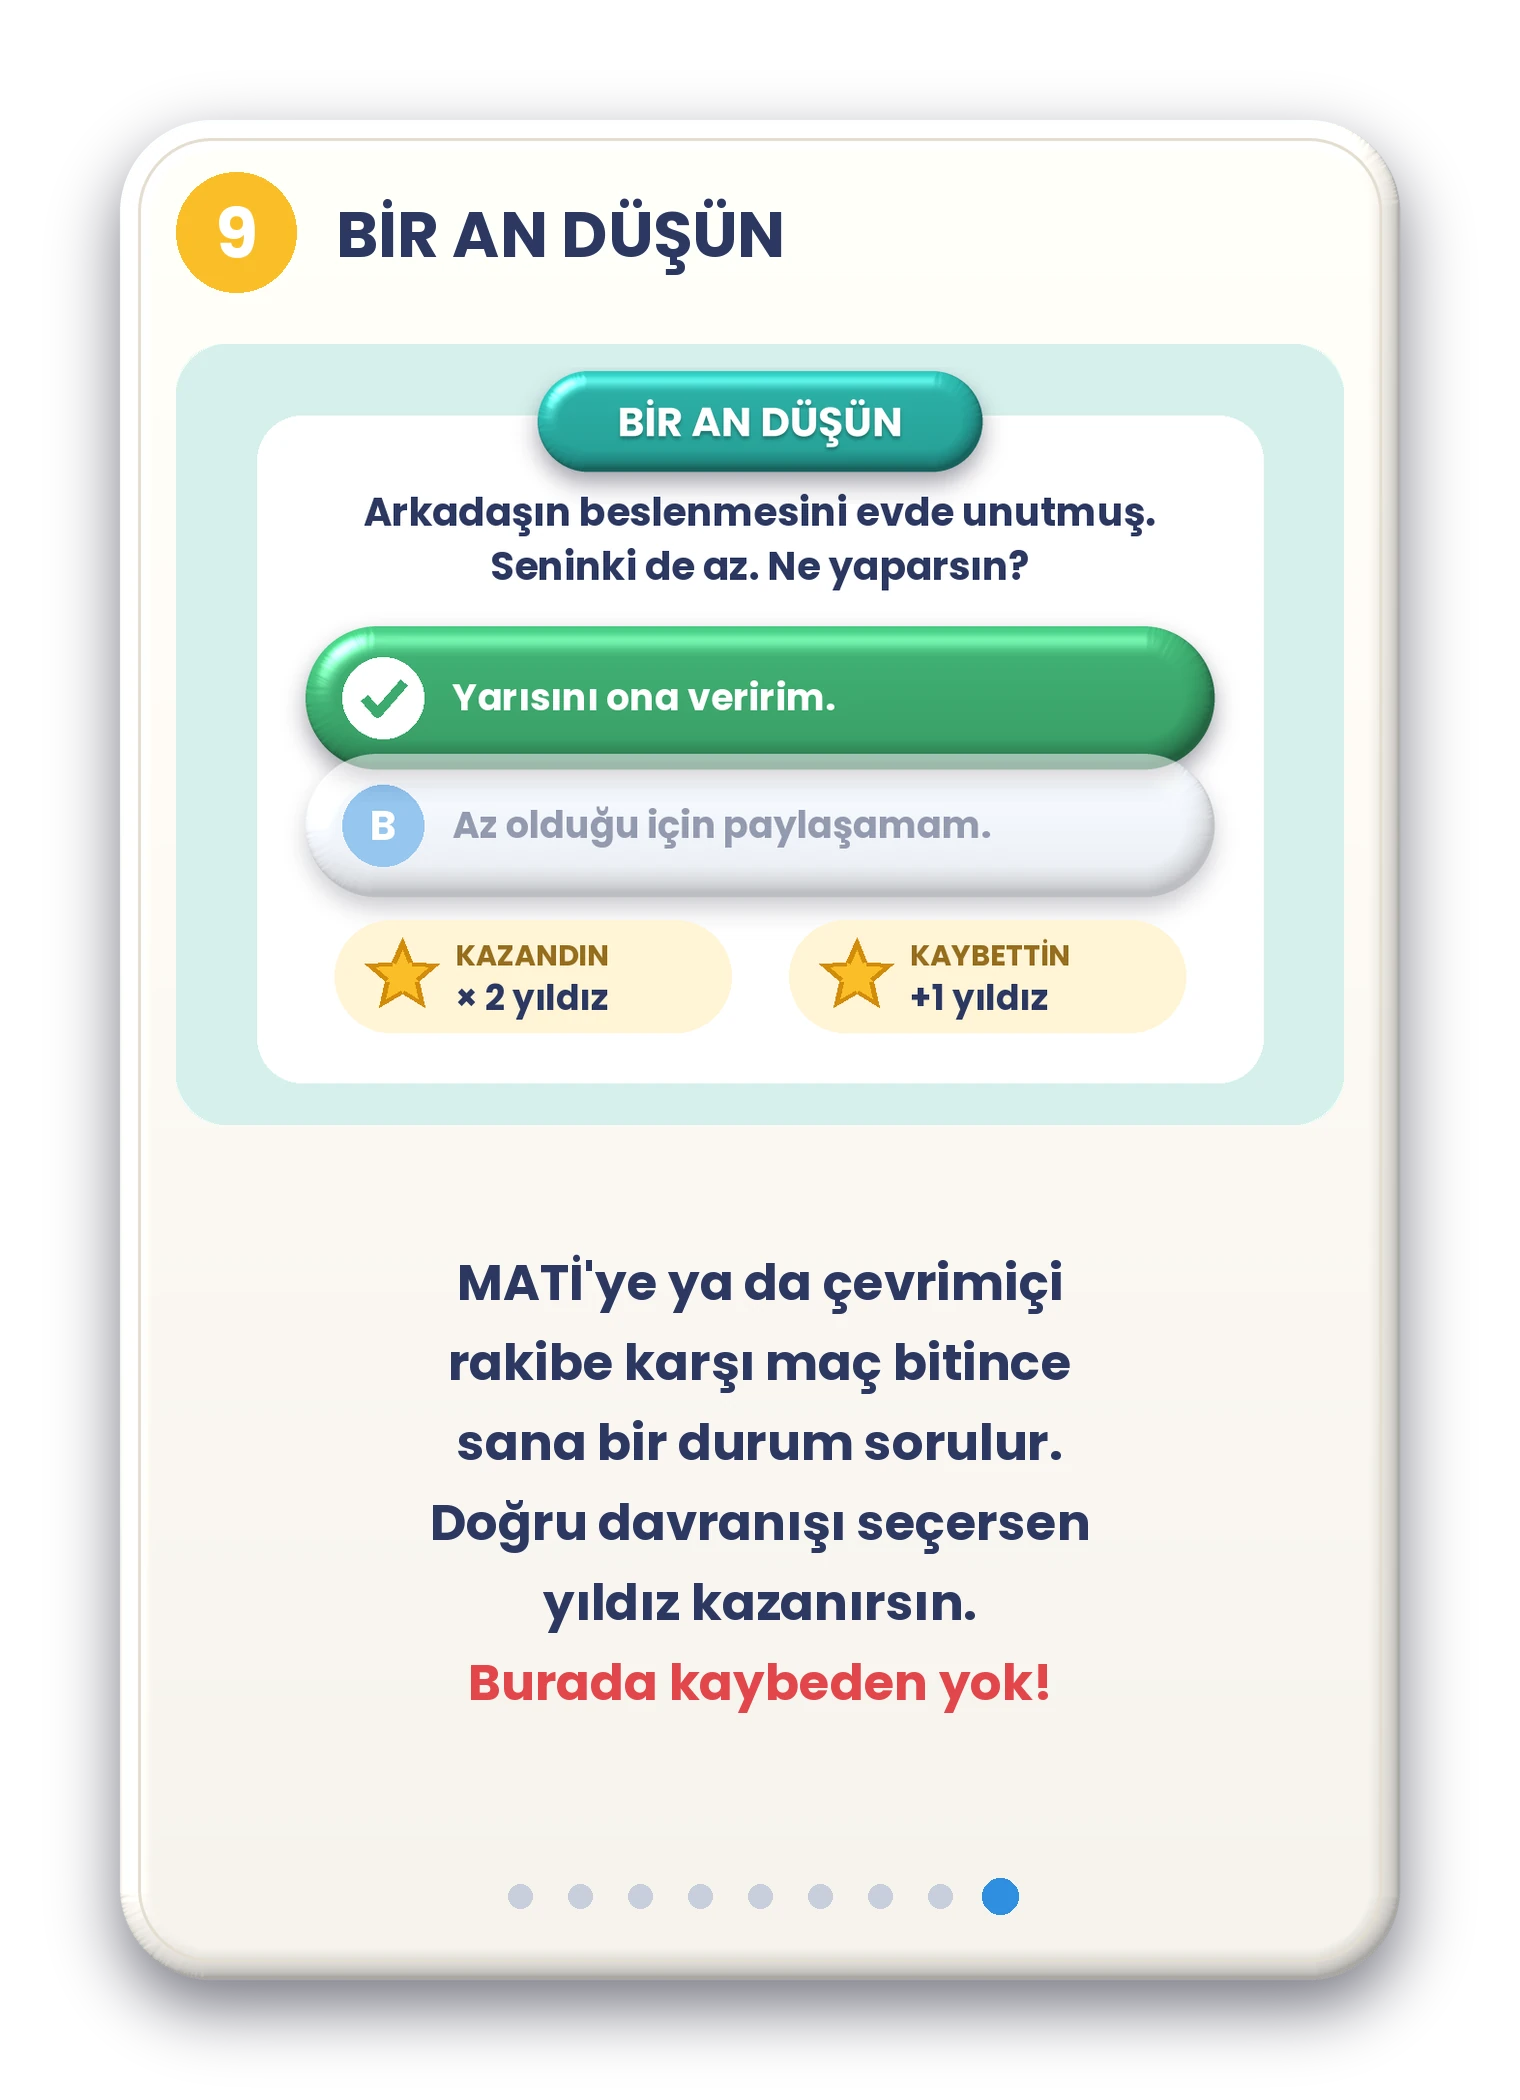 9
BİR AN DÜŞÜN
BİR AN DÜŞÜN
Arkadaşın beslenmesini evde unutmuş.
Seninki de az. Ne yaparsın?
Yarısını ona veririm.
B Az olduğu için paylaşamam.
KAZANDIN
× 2 yıldız
KAYBETTİN
+1 yıldız
MATİ'ye ya da çevrimiçi
rakibe karşı maç bitince
sana bir durum sorulur.
Doğru davranışı seçersen
yıldız kazanırsın.
Burada kaybeden yok!